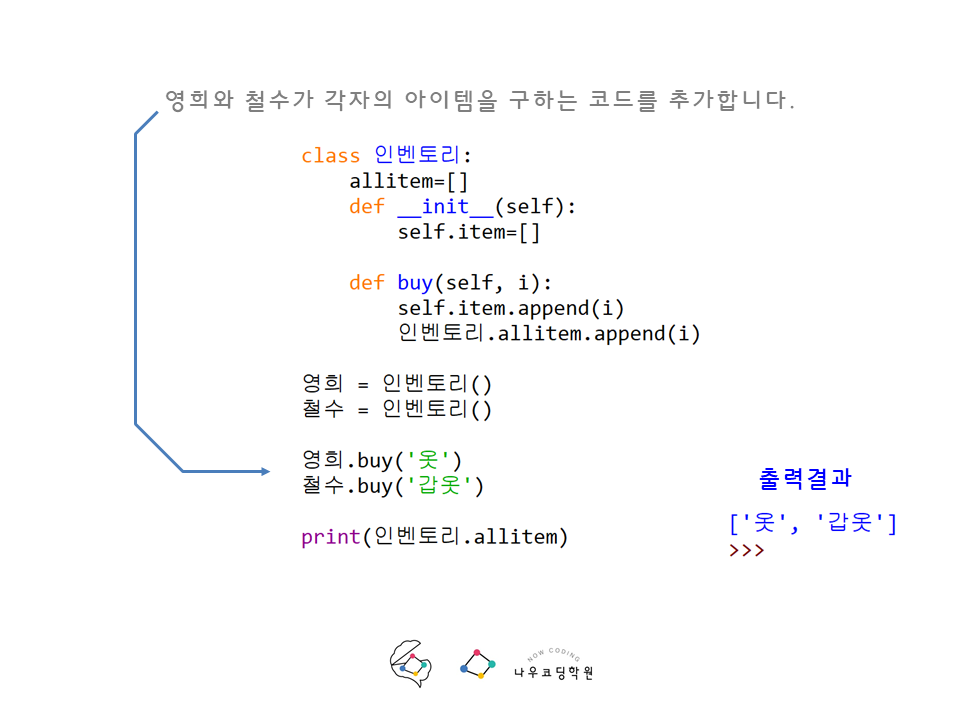 영희와 철수가 각자의 아이템을 구하는 코드를 추가합니다.
class 인벤토리:
    allitem=[]
    def __init__(self):
        self.item=[]
    def buy(self, i):
        self.item.append(i)
        인벤토리.allitem.append(i)
영희 = 인벤토리()
철수 = 인벤토리()
영희.buy('옷')
철수.buy('갑옷')
print(인벤토리.allitem)
출력결과
['옷', '갑옷']
>>>
NOW CODING
나우코딩학원